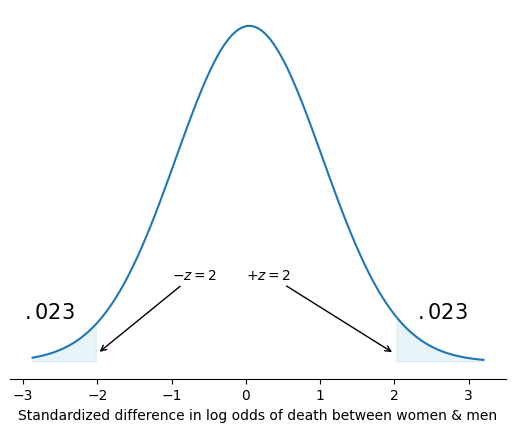 −z = 2 +z = 2
.023 .023
−3 −2 −1 0 1 2 3
Standardized difference in log odds of death between women & men